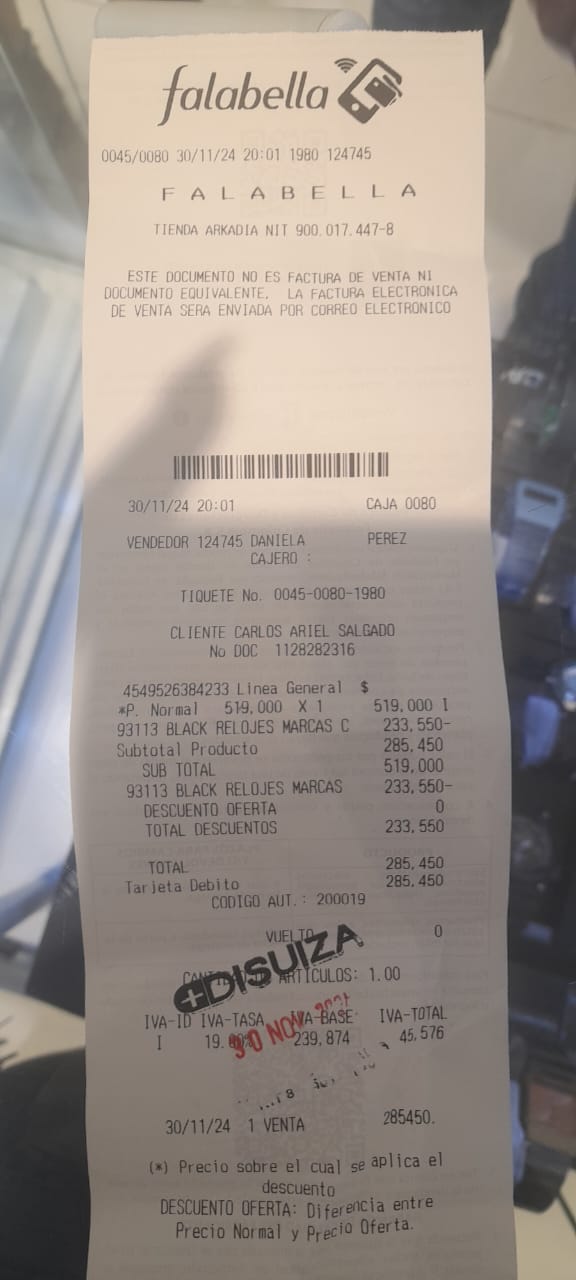 falabella
0045/0080 30/11/24 20:01 1980 124745
F A L A B E L L A
TIENDA ARKADIA NIT 900.017.447-8
ESTE DOCUMENTO NO ES FACTURA DE VENTA NI
DOCUMENTO EQUIVALENTE. LA FACTURA ELECTRONICA
DE VENTA SERA ENVIADA POR CORREO ELECTRONICO
30/11/24 20:01 CAJA 0080
VENDEDOR 124745 DANIELA PEREZ
CAJERO :
TIQUETE No. 0045-0080-1980
CLIENTE CARLOS ARIEL SALGADO
No DOC 1128282316
4549526384233 Linea General $
*P. Normal 519,000 X 1 519,000 I
93113 BLACK RELOJES MARCAS C 233,550-
Subtotal Producto 285,450
SUB TOTAL 519,000
93113 BLACK RELOJES MARCAS 233,550-
DESCUENTO OFERTA 0
TOTAL DESCUENTOS 233,550
TOTAL 285,450
Tarjeta Debito 285,450
CODIGO AUT.: 200019
VUELTO 0
DISUIZA
ARTICULOS: 1.00
IVA-ID IVA-TASA IVA-BASE IVA-TOTAL
30 NOV
I 239,874 45,576
30/11/24 1 VENTA 285450.
(*) Precio sobre el cual se aplica el
descuento
DESCUENTO OFERTA: Diferencia entre
Precio Normal y Precio Oferta.